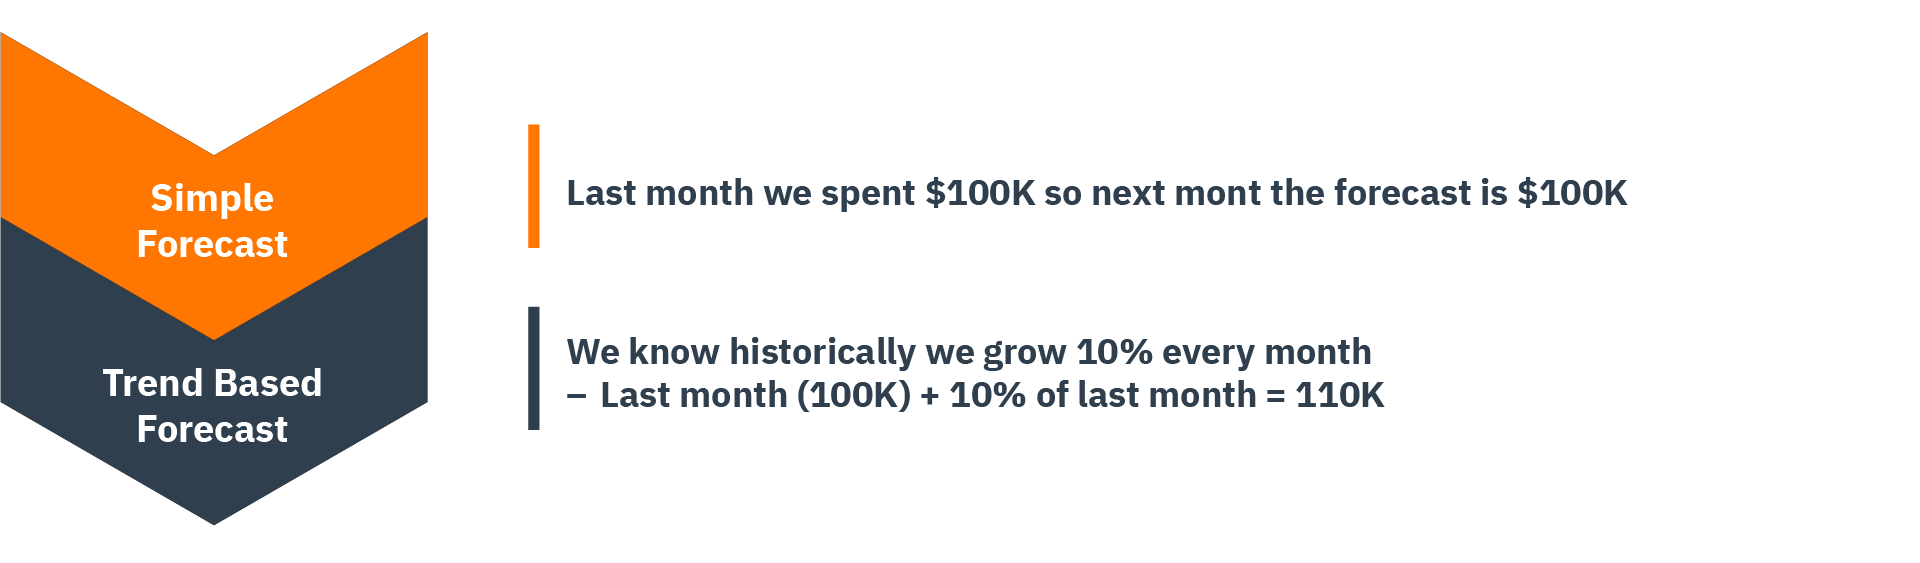 Simple
Forecast
Last month we spent $100K so next mont the forecast is $100K
Trend Based
Forecast
We know historically we grow 10% every month
– Last month (100K) + 10% of last month = 110K